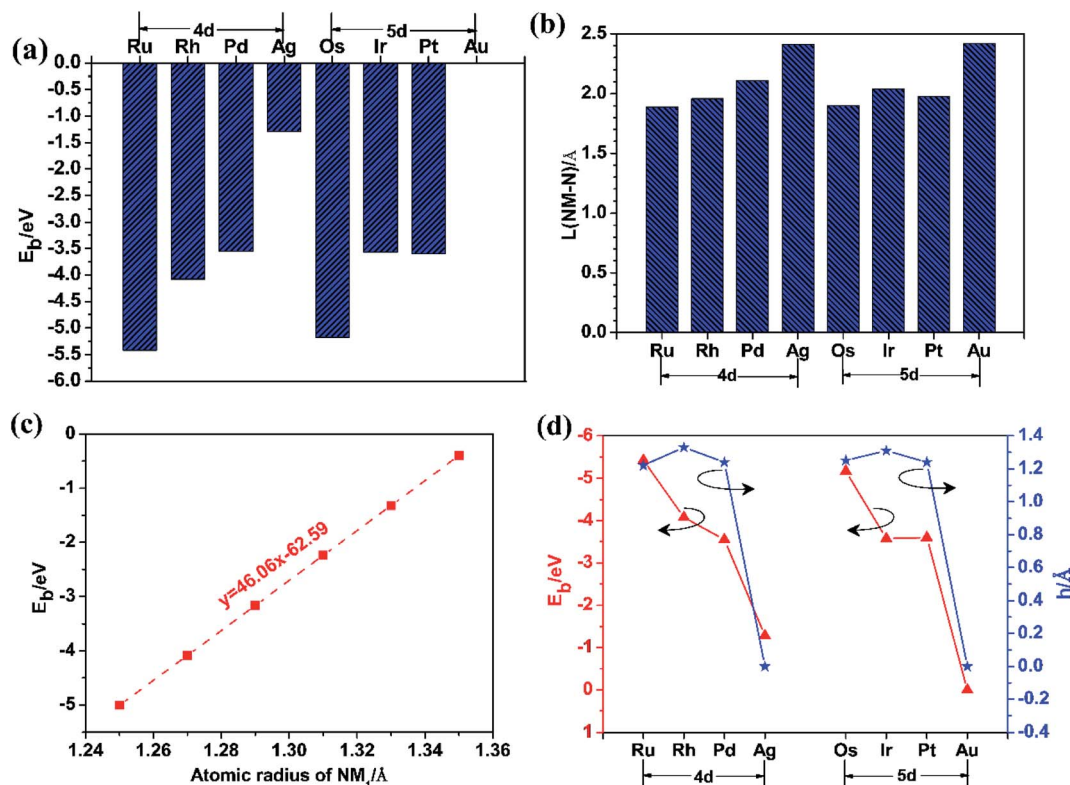 (a)
4d
5d
Ru Rh Pd Ag Os Ir Pt Au
0.0
-0.5
-1.0
-1.5
-2.0
-2.5
-3.0
-3.5
-4.0
-4.5
-5.0
-5.5
-6.0
E_b/eV
(b)
2.5
2.0
1.5
1.0
0.5
0.0
L(NM-N)/Å
Ru Rh Pd Ag Os Ir Pt Au
4d
5d
(c)
0
-1
-2
-3
-4
-5
E_b/eV
y=46.06x-62.59
1.24 1.26 1.28 1.30 1.32 1.34 1.36
Atomic radius of NM₁/Å
(d)
-6
-5
-4
-3
-2
-1
0
1
E_b/eV
1.4
1.2
1.0
0.8
0.6
0.4
0.2
0.0
-0.2
-0.4
h/Å
Ru Rh Pd Ag Os Ir Pt Au
4d
5d